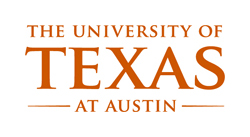 THE UNIVERSITY OF
TEXAS
AT AUSTIN